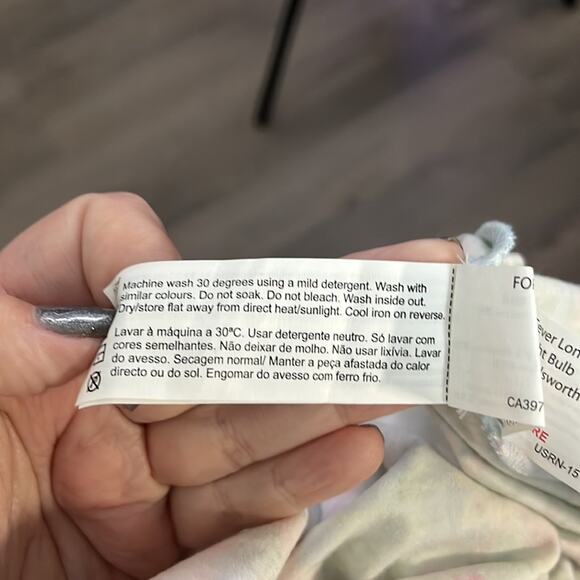 Machine wash 30 degrees using a mild detergent. Wash with
similar colours. Do not soak. Do not bleach. Wash inside out.
Dry/store flat away from direct heat/sunlight. Cool iron on reverse.
Lavar à máquina a 30ºC. Usar detergente neutro. Só lavar com
cores semelhantes. Não deixar de molho. Não usar lixívia. Lavar
do avesso. Secagem normal/ Manter a peça afastada do calor
directo ou do sol. Engomar do avesso com ferro frio.
CA397
USRN-15